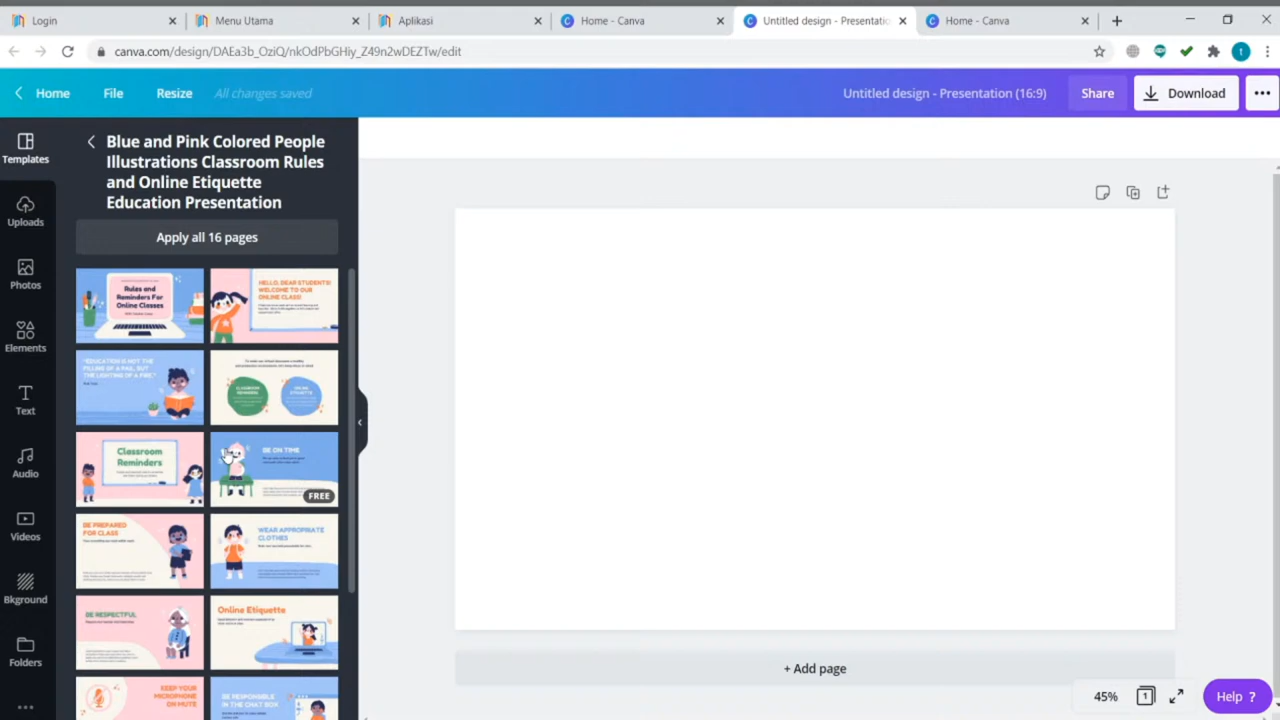 Login
Menu Utama
Aplikasi
Home - Canva
Untitled design - Presentatio
Home - Canva
canva.com/design/DAEa3b_OziQ/nkOdPbGHiy_Z49n2wDEZTw/edit
t
Home
File
Resize
All changes saved
Untitled design - Presentation (16:9)
Share
Download
Templates
Uploads
Photos
Elements
Text
Audio
Videos
Bkground
Folders
Blue and Pink Colored People
Illustrations Classroom Rules
and Online Etiquette
Education Presentation
Apply all 16 pages
Rules and
Reminders For
Online Classes
HELLO, DEAR STUDENTS!
WELCOME TO OUR
ONLINE CLASS!
"EDUCATION IS NOT THE
FILLING OF A PAIL, BUT
THE LIGHTING OF A FIRE."
CLASSROOM
REMINDERS
ONLINE
ETIQUETTE
Classroom
Reminders
BE ON TIME
FREE
BE PREPARED
FOR CLASS
WEAR APPROPRIATE
CLOTHES
BE RESPECTFUL
Online Etiquette
KEEP YOUR
MICROPHONE
ON MUTE
BE RESPONSIBLE
IN THE CHAT BOX
+ Add page
45%
1
Help ?